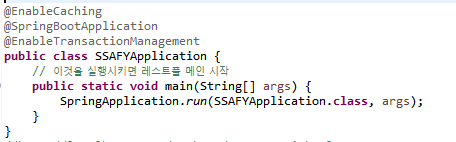 @EnableCaching
@SpringBootApplication
@EnableTransactionManagement
public class SSAFYApplication {
// 이것을 실행시키면 레스트풀 메인 시작
public static void main(String[] args) {
SpringApplication.run(SSAFYApplication.class, args);
}
}